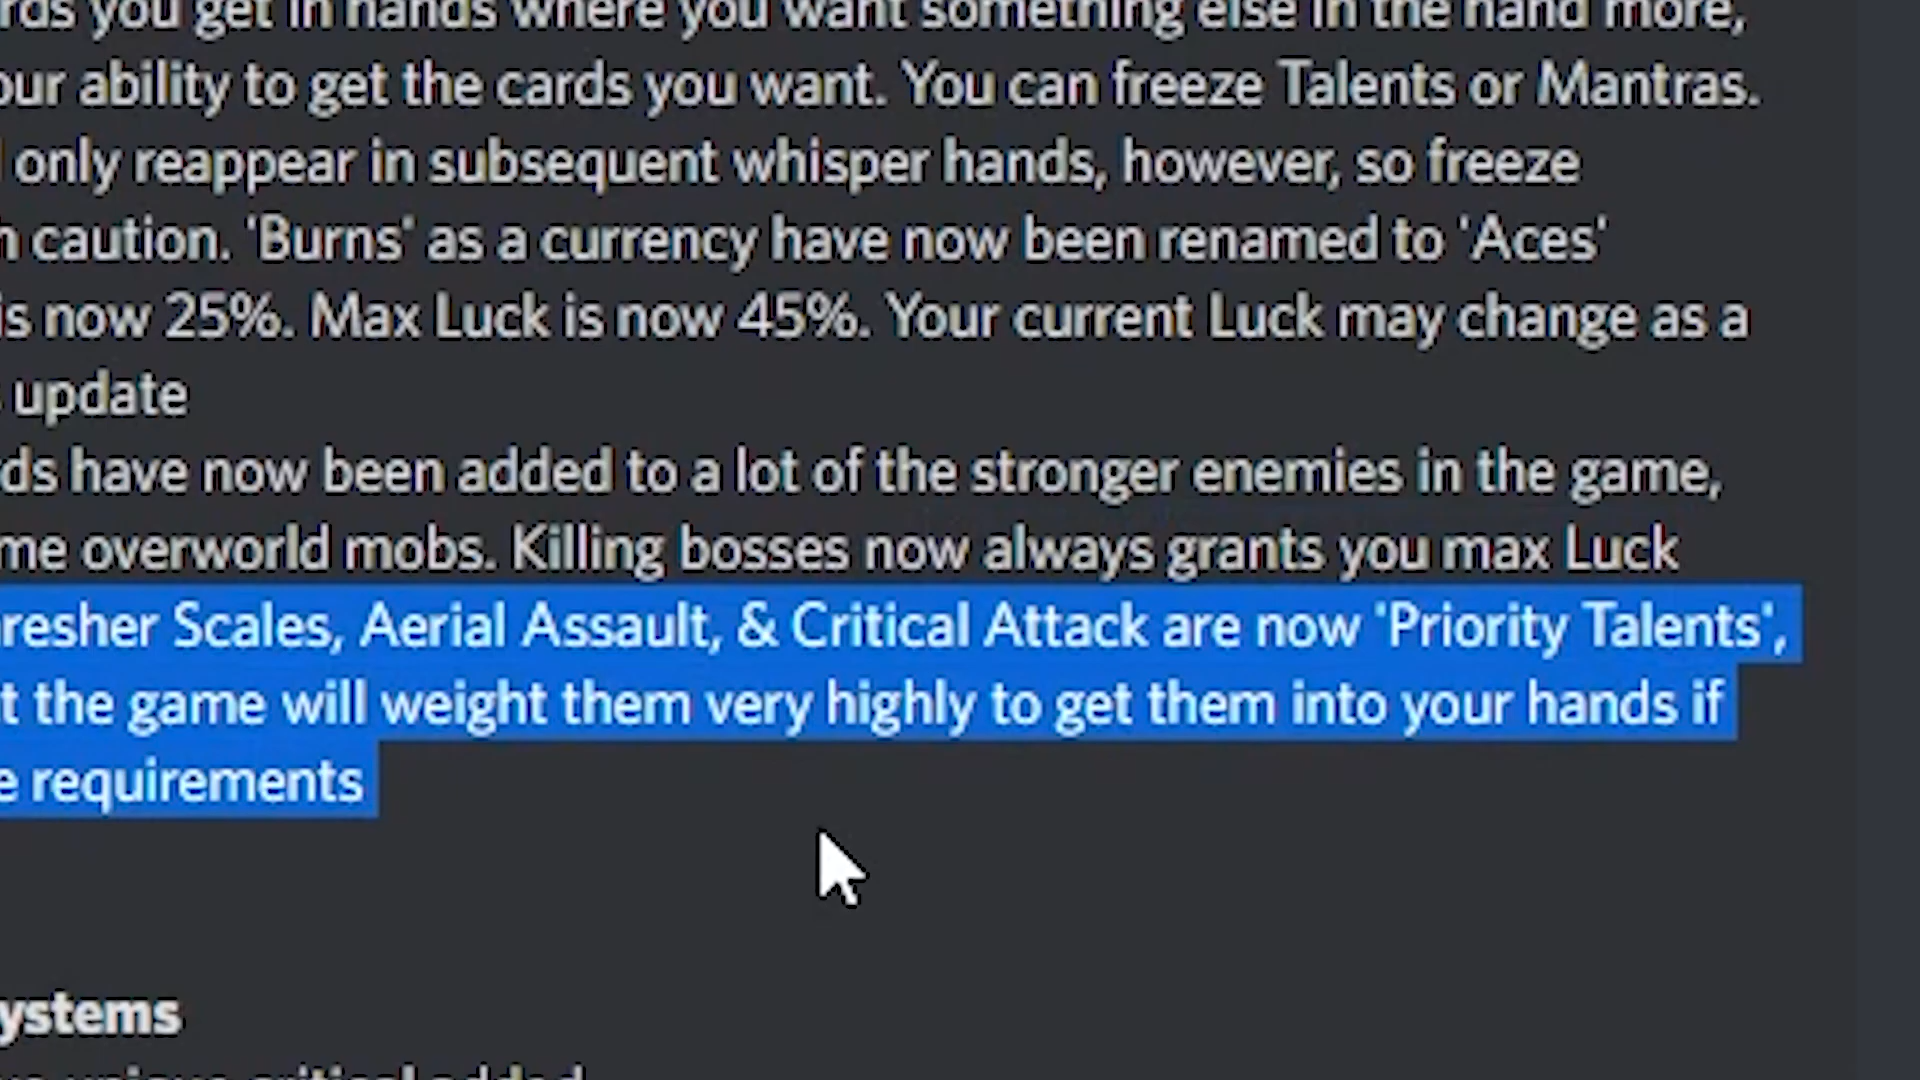 rds you get in hands where you want something else in the hand more,
our ability to get the cards you want. You can freeze Talents or Mantras.
only reappear in subsequent whisper hands, however, so freeze
h caution. 'Burns' as a currency have now been renamed to 'Aces'
is now 25%. Max Luck is now 45%. Your current Luck may change as a
update
rds have now been added to a lot of the stronger enemies in the game,
me overworld mobs. Killing bosses now always grants you max Luck
resher Scales, Aerial Assault, & Critical Attack are now 'Priority Talents',
t the game will weight them very highly to get them into your hands if
e requirements
ystems
unique critical added